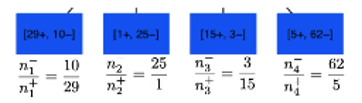 [29+, 10−] [1+, 25−] [15+, 3−] [5+, 62−]
n₁⁻/n₁⁺ = 10/29 n₂⁻/n₂⁺ = 25/1 n₃⁻/n₃⁺ = 3/15 n₄⁻/n₄⁺ = 62/5